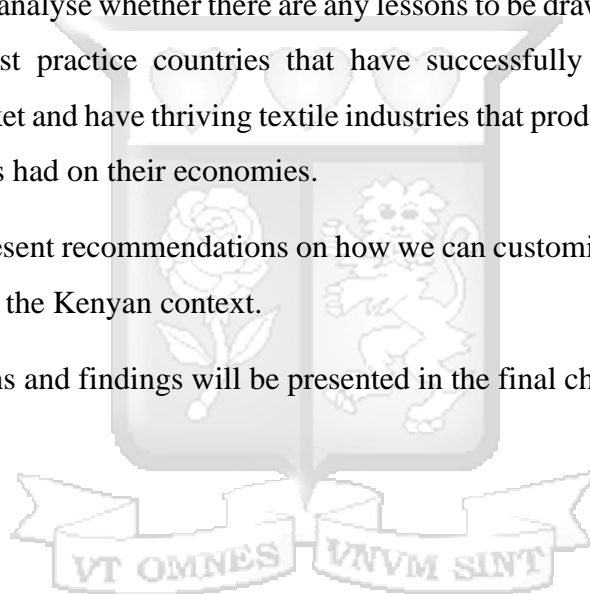 analyse whether there are any lessons to be draw
st practice countries that have successfully
ket and have thriving textile industries that prod
s had on their economies.
esent recommendations on how we can customi
the Kenyan context.
ns and findings will be presented in the final ch
VT OMNES VNVM SINT